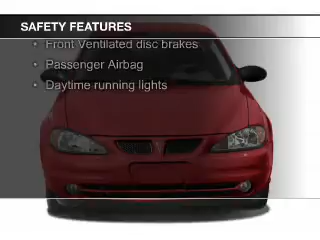 SAFETY FEATURES
• Front Ventilated disc brakes
• Passenger Airbag
• Daytime running lights